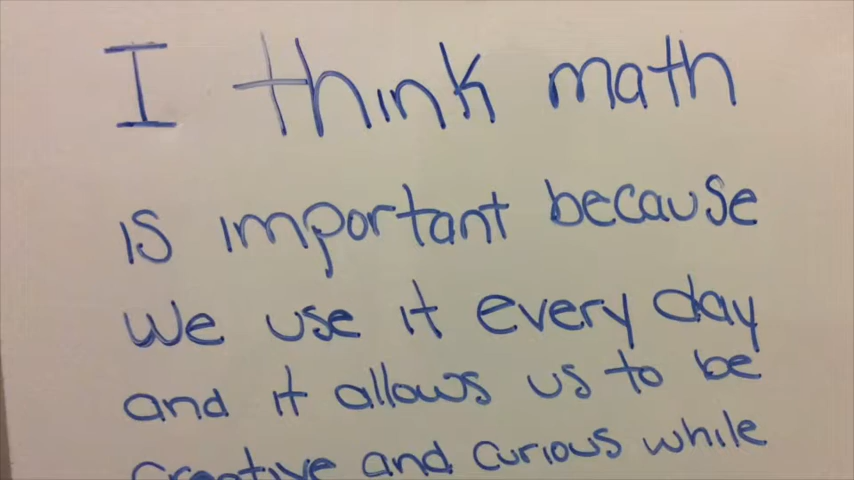 I think math
is important because
We use it every day
and it allows us to be
creative and curious while